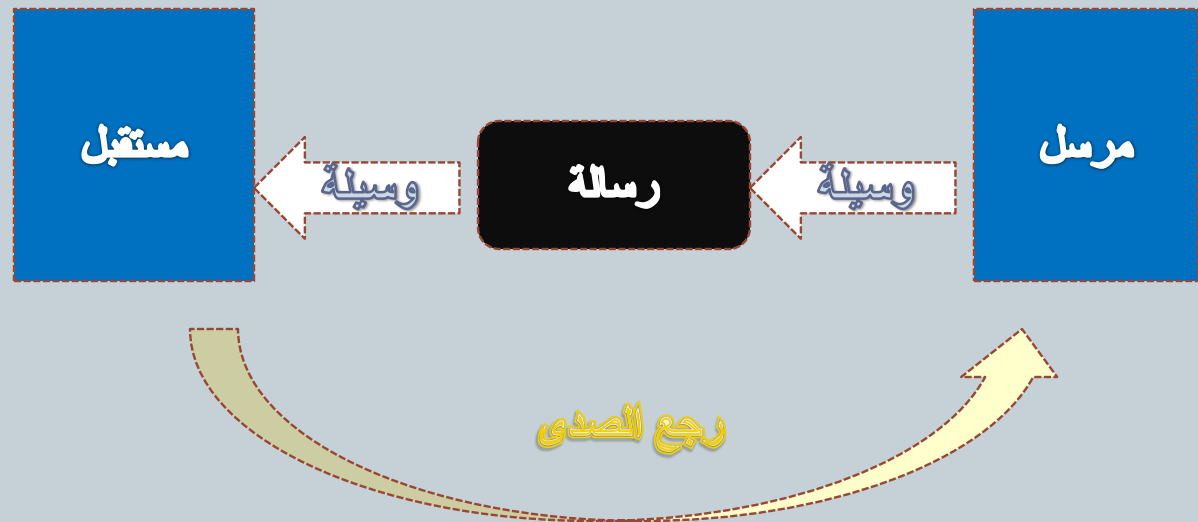 مرسل
وسيلة
رسالة
وسيلة
مستقبل
رجع الصدى